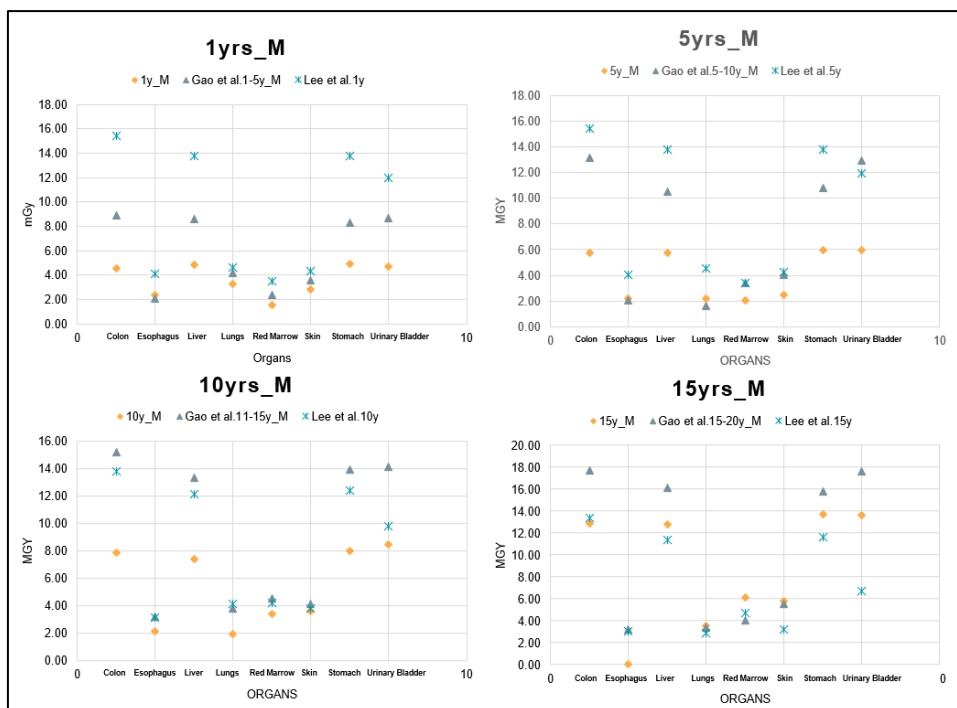 1yrs_M
1y_M Gao et al.1-5y_M Lee et al.1y
18.00
16.00
14.00
12.00
10.00
8.00
6.00
4.00
2.00
0.00
mGy
Colon Esophagus Liver Lungs Red Marrow Skin Stomach Urinary Bladder
0 10
Organs
5yrs_M
5y_M Gao et al.5-10y_M Lee et al.5y
18.00
16.00
14.00
12.00
10.00
8.00
6.00
4.00
2.00
0.00
MGY
Colon Esophagus Liver Lungs Red Marrow Skin Stomach Urinary Bladder
0 10
ORGANS
10yrs_M
10y_M Gao et al.11-15y_M Lee et al.10y
16.00
14.00
12.00
10.00
8.00
6.00
4.00
2.00
0.00
MGY
Colon Esophagus Liver Lungs Red Marrow Skin Stomach Urinary Bladder
0 10
ORGANS
15yrs_M
15y_M Gao et al.15-20y_M Lee et al.15y
20.00
18.00
16.00
14.00
12.00
10.00
8.00
6.00
4.00
2.00
0.00
MGY
Colon Esophagus Liver Lungs Red Marrow Skin Stomach Urinary Bladder
0 0
ORGANS